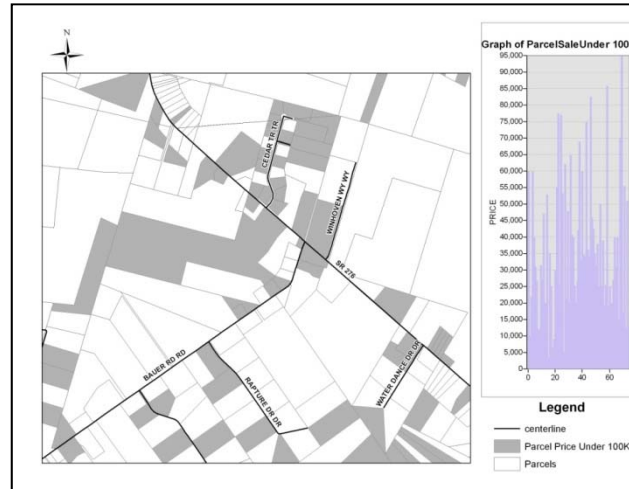 N
CEDAR TR TR
WINHOVEN WY WY
SR 276
BAUER RD RD
RAPTURE DR DR
WATER DANCE DR DR
Graph of ParcelSaleUnder 100
95,000
90,000
85,000
80,000
75,000
70,000
65,000
60,000
55,000
50,000
45,000
40,000
35,000
30,000
25,000
20,000
15,000
10,000
5,000
0
PRICE
0 20 40 60
Legend
centerline
Parcel Price Under 100K
Parcels